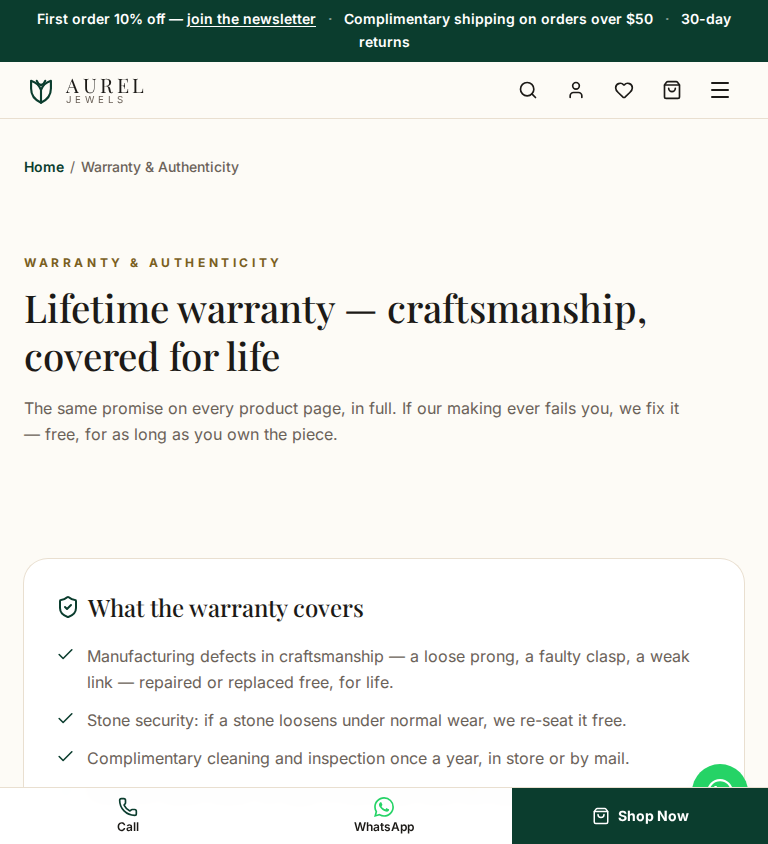 First order 10% off — join the newsletter · Complimentary shipping on orders over $50 · 30-day
returns
AUREL
JEWELS
Home / Warranty & Authenticity
WARRANTY & AUTHENTICITY
Lifetime warranty — craftsmanship,
covered for life
The same promise on every product page, in full. If our making ever fails you, we fix it
— free, for as long as you own the piece.
What the warranty covers
Manufacturing defects in craftsmanship — a loose prong, a faulty clasp, a weak
link — repaired or replaced free, for life.
Stone security: if a stone loosens under normal wear, we re-seat it free.
Complimentary cleaning and inspection once a year, in store or by mail.
Call
WhatsApp
Shop Now